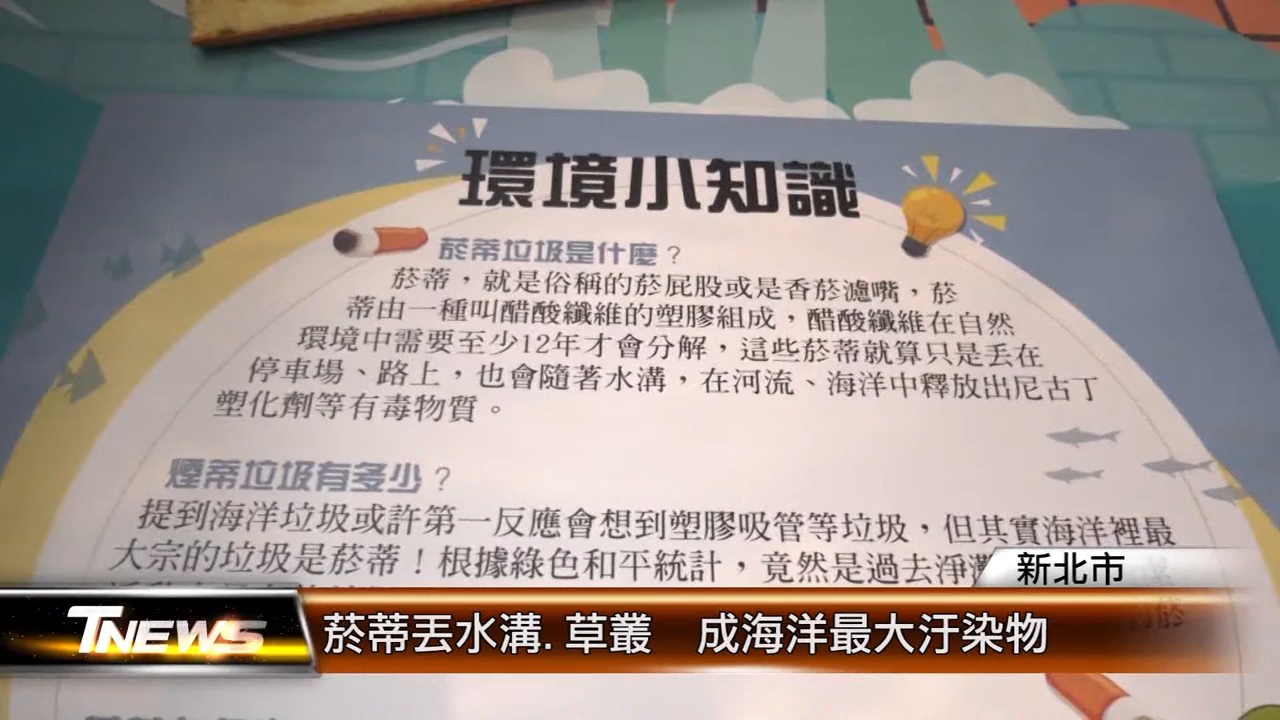 環境小知識
菸蒂垃圾是什麼？
菸蒂，就是俗稱的菸屁股或是香菸濾嘴，菸
蒂由一種叫醋酸纖維的塑膠組成，醋酸纖維在自然
環境中需要至少12年才會分解，這些菸蒂就算只是丟在
停車場、路上，也會隨著水溝，在河流、海洋中釋放出尼古丁
塑化劑等有毒物質。
煙蒂垃圾有多少？
提到海洋垃圾或許第一反應會想到塑膠吸管等垃圾，但其實海洋裡最
大宗的垃圾是菸蒂！根據綠色和平統計，竟然是過去淨灘
新北市
TNEWS
菸蒂丟水溝.草叢 成海洋最大汙染物